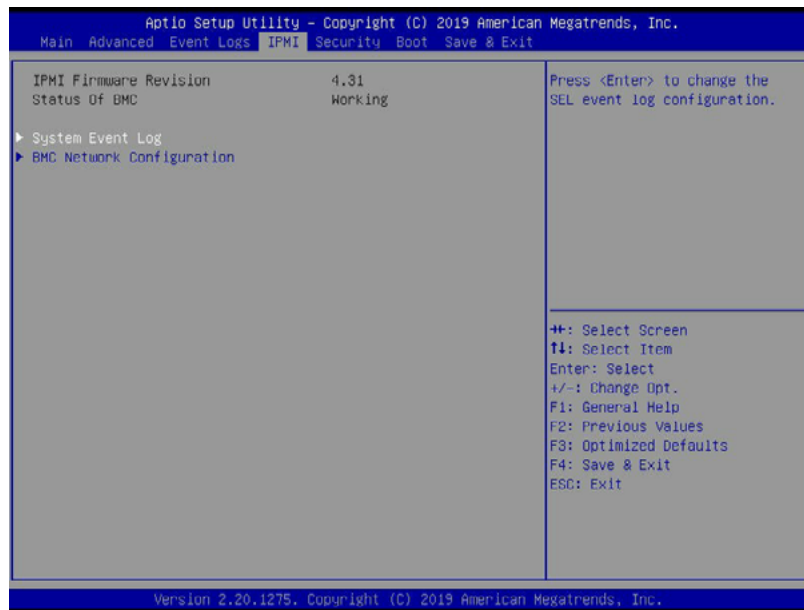 Aptio Setup Utility – Copyright (C) 2019 American Megatrends, Inc.
Main Advanced Event Logs IPMI Security Boot Save & Exit
IPMI Firmware Revision 4.31
Status Of BMC Working
System Event Log
BMC Network Configuration
Press <Enter> to change the
SEL event log configuration.
→←: Select Screen
↑↓: Select Item
Enter: Select
+/-: Change Opt.
F1: General Help
F2: Previous Values
F3: Optimized Defaults
F4: Save & Exit
ESC: Exit
Version 2.20.1275. Copyright (C) 2019 American Megatrends, Inc.